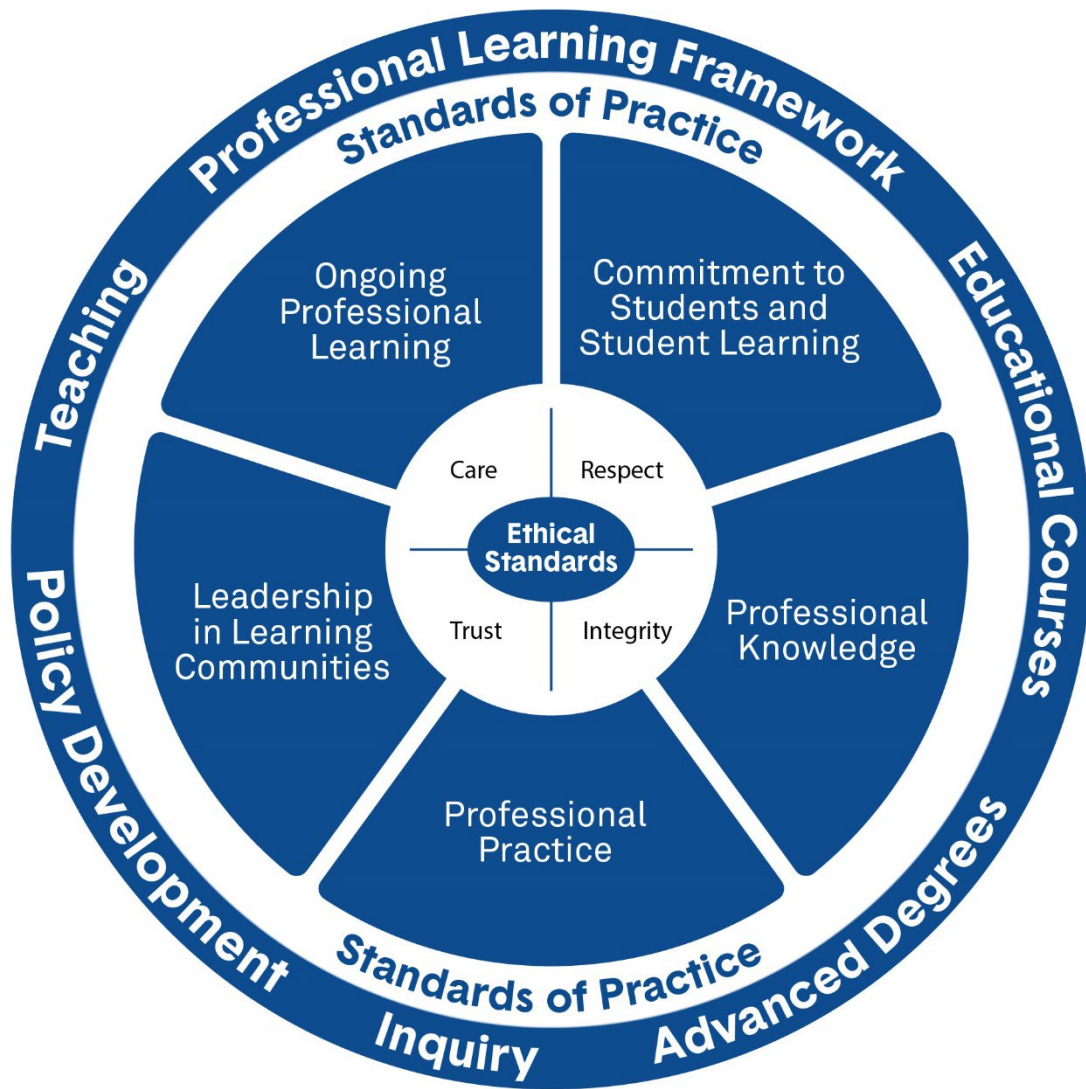 Professional Learning Framework
Educational Courses
Advanced Degrees
Inquiry
Policy Development
Teaching
Standards of Practice
Ongoing
Professional
Learning
Commitment to
Students and
Student Learning
Professional
Knowledge
Professional
Practice
Leadership
in Learning
Communities
Care
Respect
Ethical
Standards
Trust
Integrity
Standards of Practice